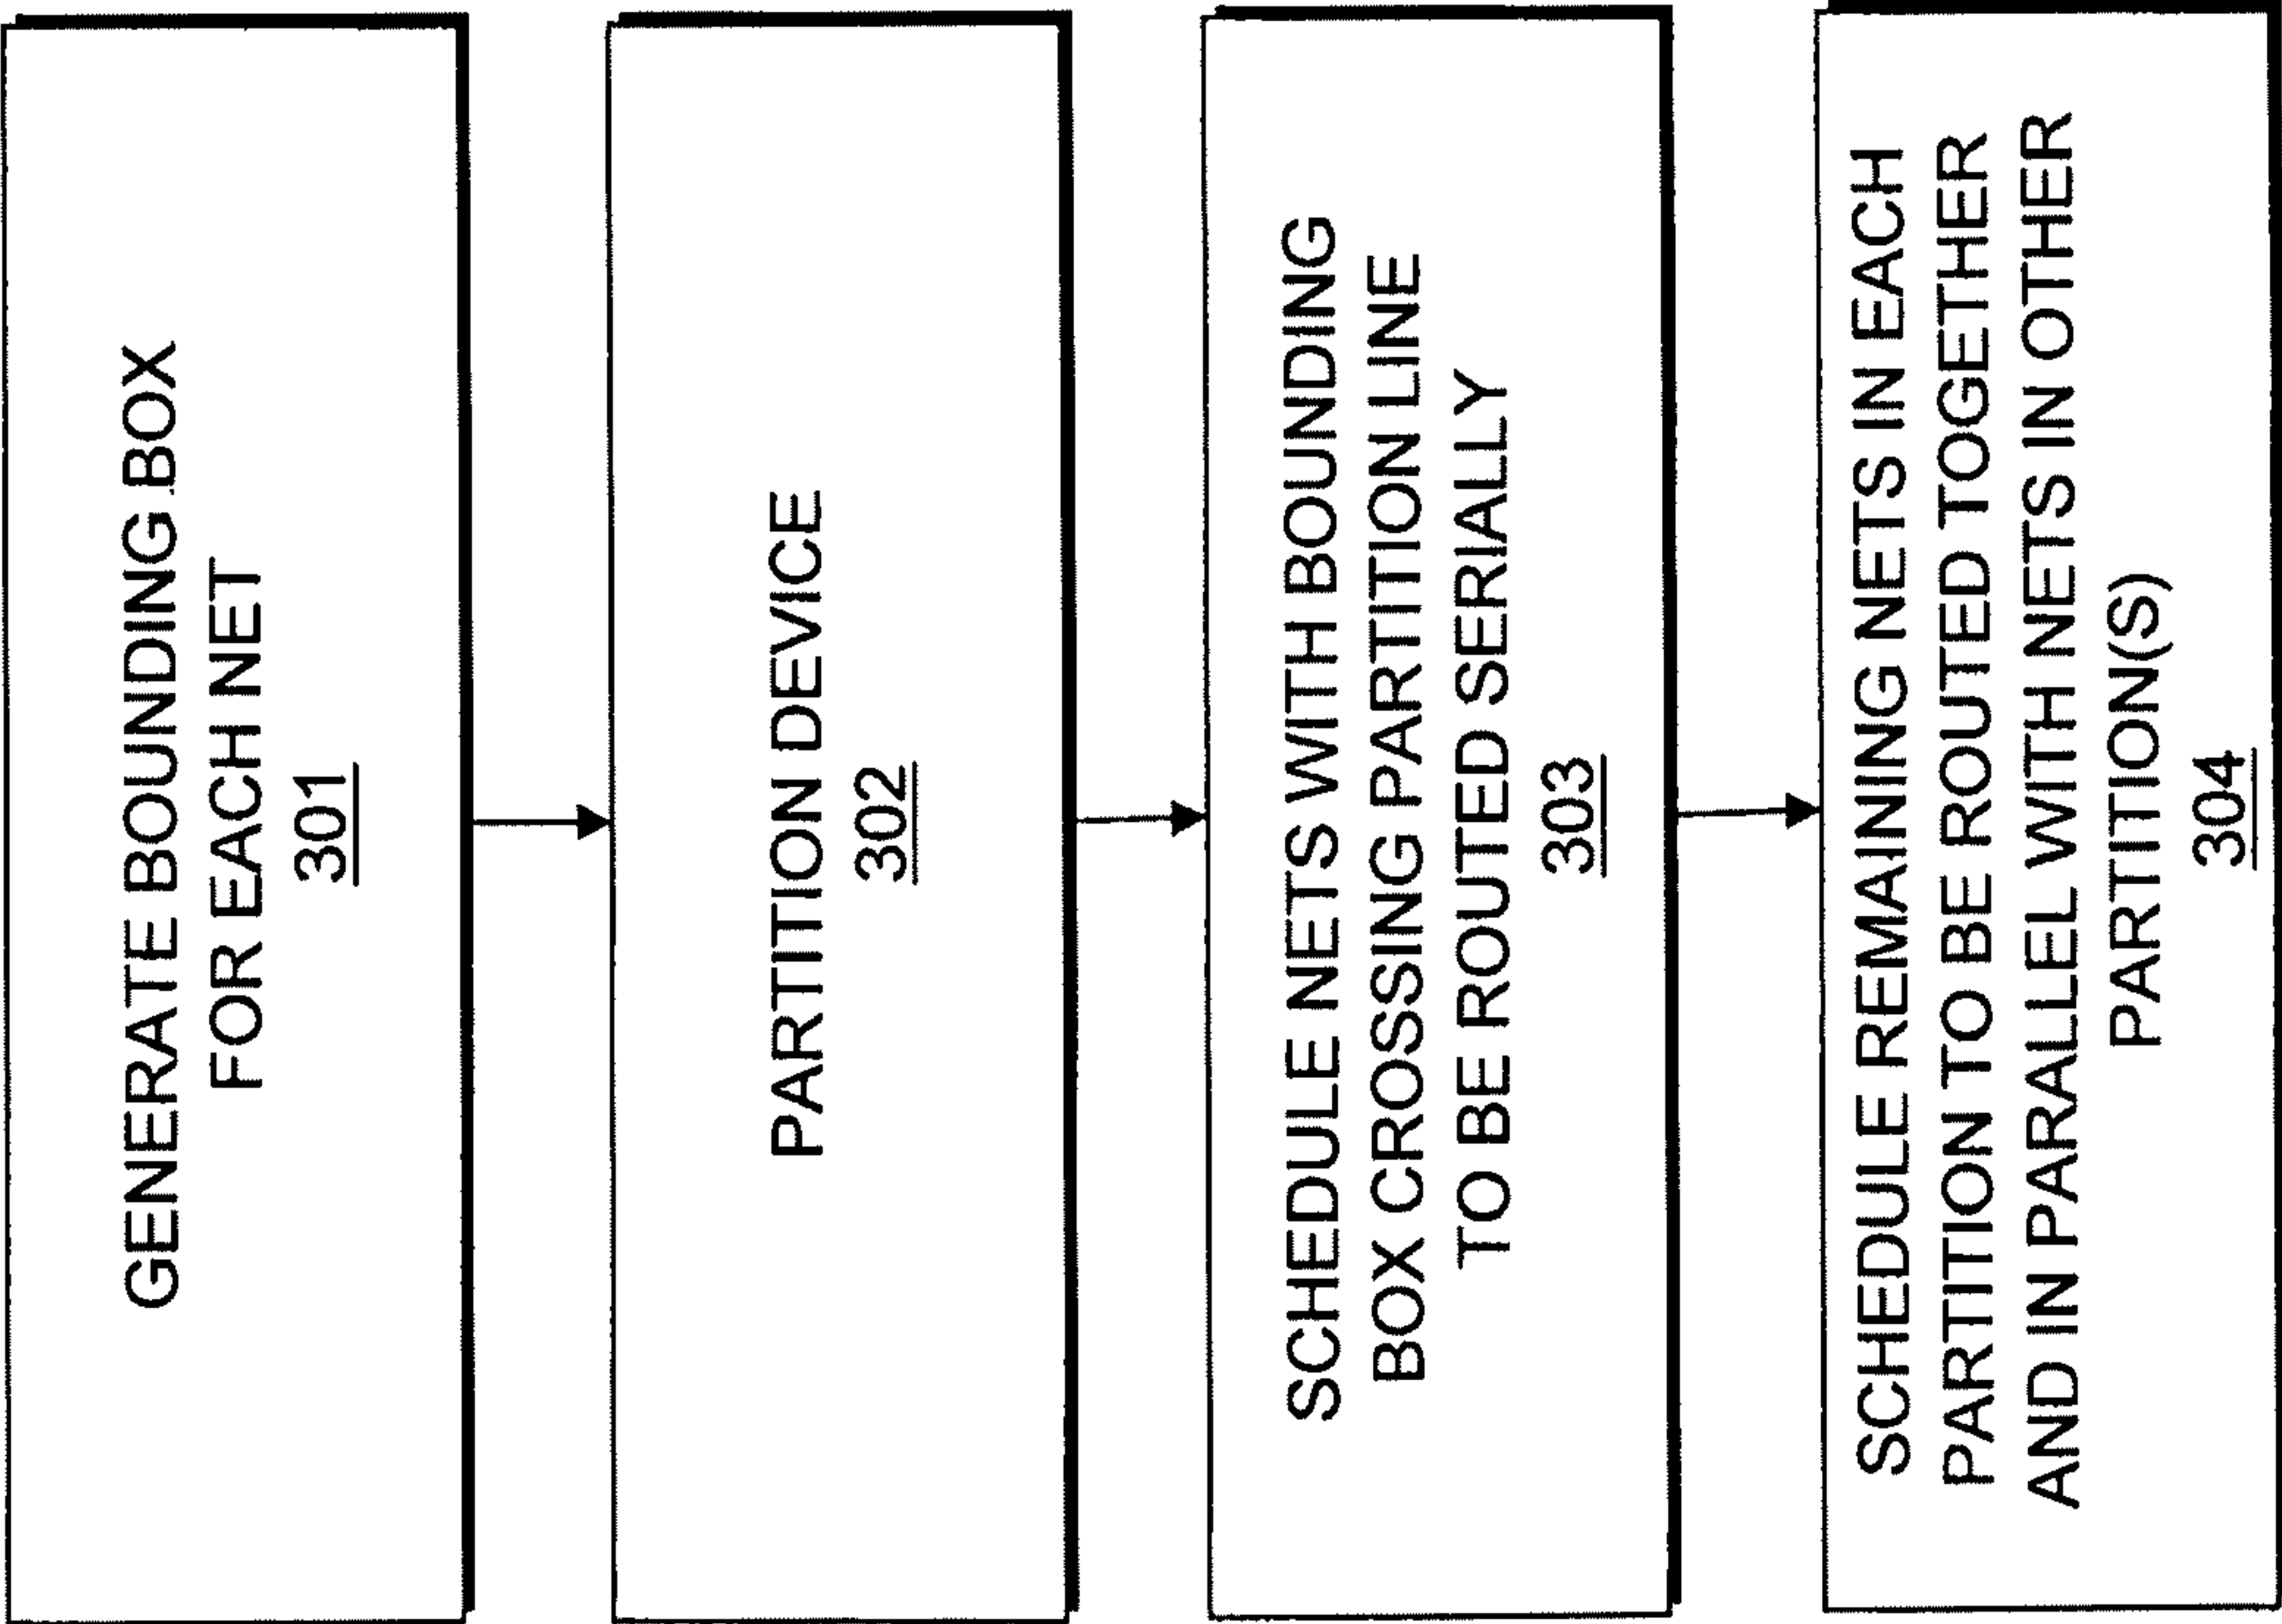 GENERATE BOUNDING BOX
FOR EACH NET
301
PARTITION DEVICE
302
SCHEDULE NETS WITH BOUNDING
BOX CROSSING PARTITION LINE
TO BE ROUTED SERIALLY
303
SCHEDULE REMAINING NETS IN EACH
PARTITION TO BE ROUTED TOGETHER
AND IN PARALLEL WITH NETS IN OTHER
PARTITION(S)
304